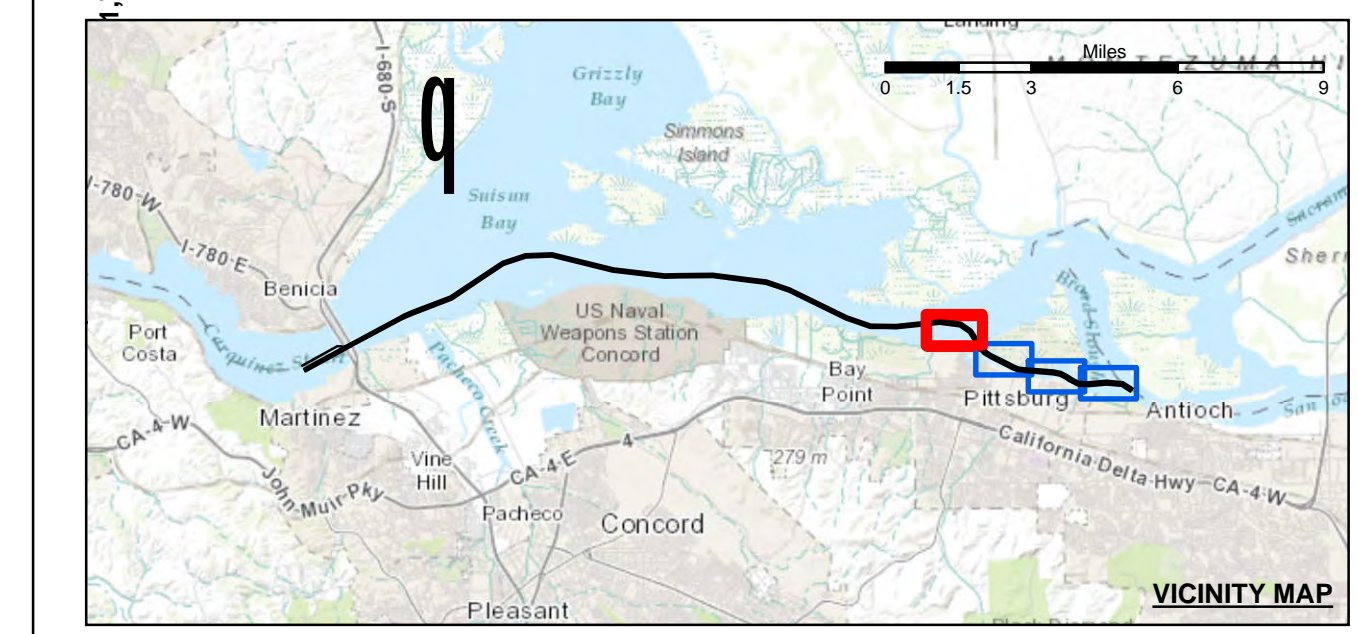 Landing
Miles
0 1.5 3 6 9
Grizzly
Bay
I-680-S
q
Simmons
Island
Suisun
Bay
I-780-W
I-780-E
Benicia
Port
Costa
Carquinez
Martinez
Pacheco Creek
US Naval
Weapons Station
Concord
Bay
Point
Pittsburg
Antioch
CA-4-W
John-Muir-Pky
Vine
Hill
CA-4-E
4
279 m
California-Delta-Hwy
CA-4-W
Pacheco
Concord
Pleasant
VICINITY MAP